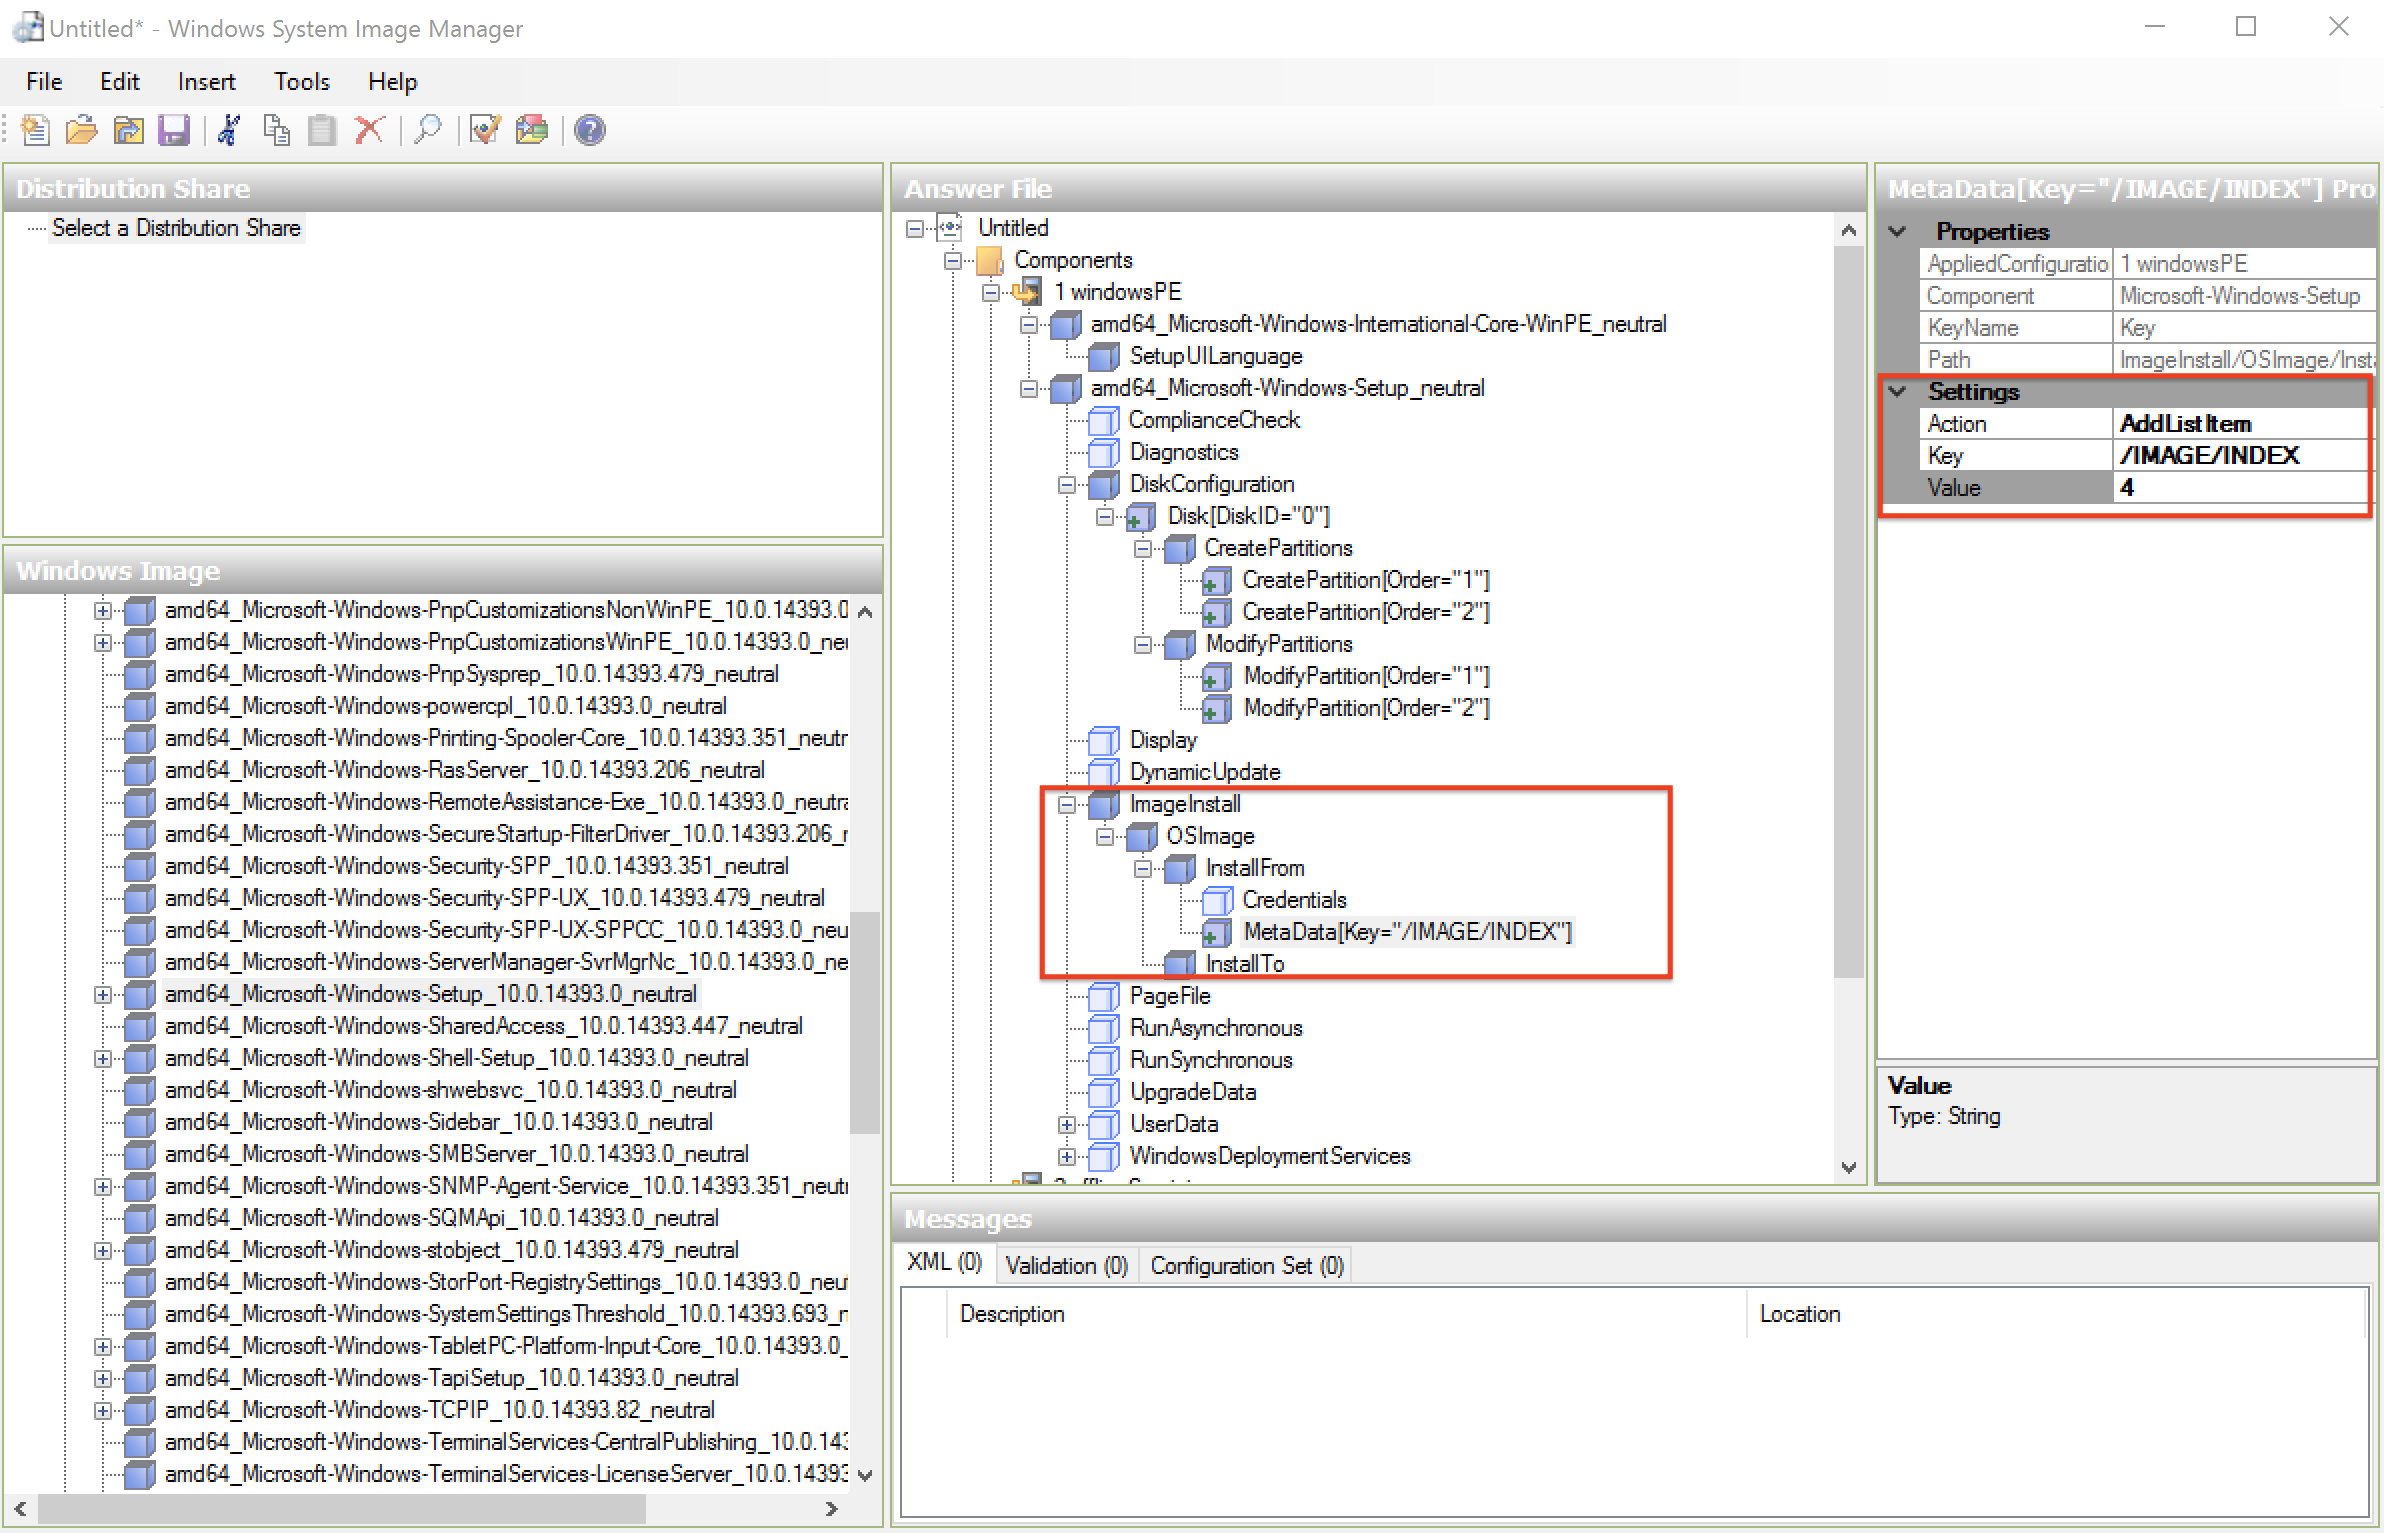 Untitled* - Windows System Image Manager
File Edit Insert Tools Help
Distribution Share
Select a Distribution Share
Windows Image
amd64_Microsoft-Windows-PnpCustomizationsNonWinPE_10.0.14393.0
amd64_Microsoft-Windows-PnpCustomizationsWinPE_10.0.14393.0_neu
amd64_Microsoft-Windows-PnpSysprep_10.0.14393.479_neutral
amd64_Microsoft-Windows-powercpl_10.0.14393.0_neutral
amd64_Microsoft-Windows-Printing-Spooler-Core_10.0.14393.351_neutr
amd64_Microsoft-Windows-RasServer_10.0.14393.206_neutral
amd64_Microsoft-Windows-RemoteAssistance-Exe_10.0.14393.0_neutra
amd64_Microsoft-Windows-SecureStartup-FilterDriver_10.0.14393.206_r
amd64_Microsoft-Windows-Security-SPP_10.0.14393.351_neutral
amd64_Microsoft-Windows-Security-SPP-UX_10.0.14393.479_neutral
amd64_Microsoft-Windows-Security-SPP-UX-SPPCC_10.0.14393.0_neu
amd64_Microsoft-Windows-ServerManager-SvrMgrNc_10.0.14393.0_ne
amd64_Microsoft-Windows-Setup_10.0.14393.0_neutral
amd64_Microsoft-Windows-SharedAccess_10.0.14393.447_neutral
amd64_Microsoft-Windows-Shell-Setup_10.0.14393.0_neutral
amd64_Microsoft-Windows-shwebsvc_10.0.14393.0_neutral
amd64_Microsoft-Windows-Sidebar_10.0.14393.0_neutral
amd64_Microsoft-Windows-SMBServer_10.0.14393.0_neutral
amd64_Microsoft-Windows-SNMP-Agent-Service_10.0.14393.351_neutr
amd64_Microsoft-Windows-SQMApi_10.0.14393.0_neutral
amd64_Microsoft-Windows-stobject_10.0.14393.479_neutral
amd64_Microsoft-Windows-StorPort-RegistrySettings_10.0.14393.0_neut
amd64_Microsoft-Windows-SystemSettingsThreshold_10.0.14393.693_n
amd64_Microsoft-Windows-TabletPC-Platform-Input-Core_10.0.14393.0_
amd64_Microsoft-Windows-TapiSetup_10.0.14393.0_neutral
amd64_Microsoft-Windows-TCPIP_10.0.14393.82_neutral
amd64_Microsoft-Windows-TerminalServices-CentralPublishing_10.0.143
amd64_Microsoft-Windows-TerminalServices-LicenseServer_10.0.14393
Answer File
Untitled
Components
1 windowsPE
amd64_Microsoft-Windows-International-Core-WinPE_neutral
SetupUILanguage
amd64_Microsoft-Windows-Setup_neutral
ComplianceCheck
Diagnostics
DiskConfiguration
Disk[DiskID="0"]
CreatePartitions
CreatePartition[Order="1"]
CreatePartition[Order="2"]
ModifyPartitions
ModifyPartition[Order="1"]
ModifyPartition[Order="2"]
Display
DynamicUpdate
ImageInstall
OSImage
InstallFrom
Credentials
MetaData[Key="/IMAGE/INDEX"]
InstallTo
PageFile
RunAsynchronous
RunSynchronous
UpgradeData
UserData
WindowsDeploymentServices
MetaData[Key="/IMAGE/INDEX"] Pro
Properties
AppliedConfiguratio 1 windowsPE
Component Microsoft-Windows-Setup
KeyName Key
Path ImageInstall/OSImage/Insta
Settings
Action AddListItem
Key /IMAGE/INDEX
Value 4
Value
Type: String
Messages
XML (0) Validation (0) Configuration Set (0)
Description Location